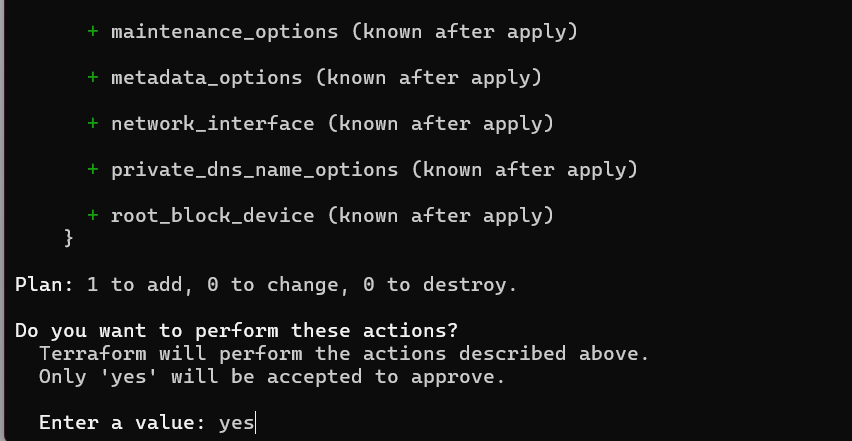 + maintenance_options (known after apply)
+ metadata_options (known after apply)
+ network_interface (known after apply)
+ private_dns_name_options (known after apply)
+ root_block_device (known after apply)
}
Plan: 1 to add, 0 to change, 0 to destroy.
Do you want to perform these actions?
Terraform will perform the actions described above.
Only 'yes' will be accepted to approve.
Enter a value: yes